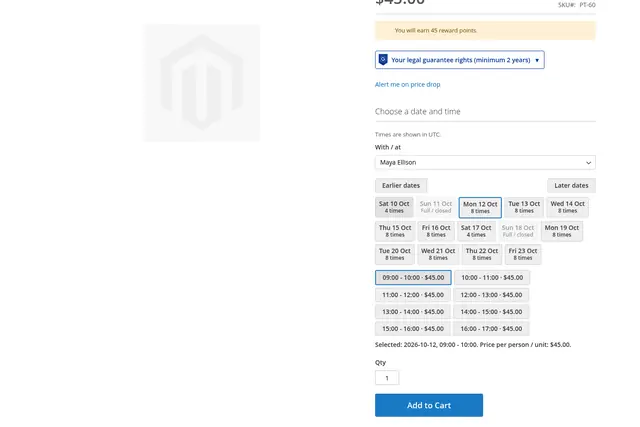 $45.00
SKU#: PT-60
You will earn 45 reward points.
Your legal guarantee rights (minimum 2 years) ▼
Alert me on price drop
Choose a date and time
Times are shown in UTC.
With / at
Maya Ellison
Earlier dates
Later dates
Sat 10 Oct
4 times
Sun 11 Oct
Full / closed
Mon 12 Oct
8 times
Tue 13 Oct
8 times
Wed 14 Oct
8 times
Thu 15 Oct
8 times
Fri 16 Oct
8 times
Sat 17 Oct
4 times
Sun 18 Oct
Full / closed
Mon 19 Oct
8 times
Tue 20 Oct
8 times
Wed 21 Oct
8 times
Thu 22 Oct
8 times
Fri 23 Oct
8 times
09:00 - 10:00 · $45.00
10:00 - 11:00 · $45.00
11:00 - 12:00 · $45.00
12:00 - 13:00 · $45.00
13:00 - 14:00 · $45.00
14:00 - 15:00 · $45.00
15:00 - 16:00 · $45.00
16:00 - 17:00 · $45.00
Selected: 2026-10-12, 09:00 - 10:00. Price per person / unit: $45.00.
Qty
1
Add to Cart